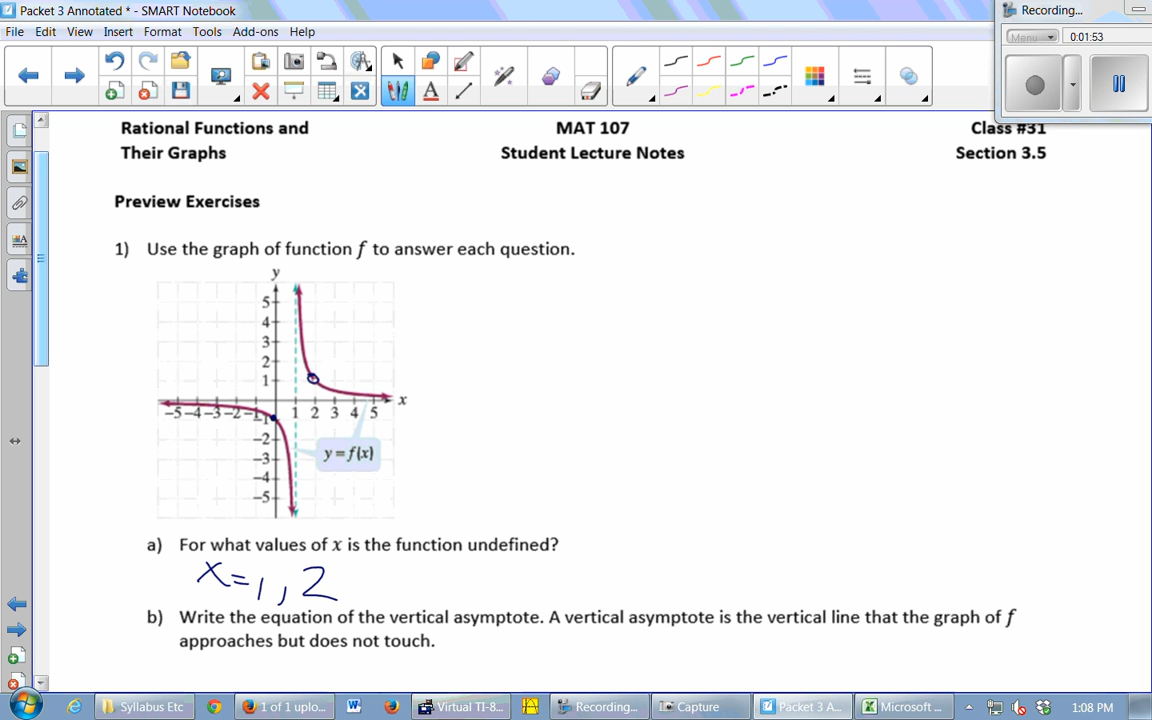 Packet 3 Annotated * - SMART Notebook
Recording...
File Edit View Insert Format Tools Add-ons Help
Menu
0:01:53
Rational Functions and MAT 107 Class #31
Their Graphs Student Lecture Notes Section 3.5
Preview Exercises
1) Use the graph of function f to answer each question.
y
5
4
3
2
1
x
-5 -4 -3 -2 -1 1 2 3 4 5
-1
-2
-3
-4
-5
y = f(x)
a) For what values of x is the function undefined?
x=1, 2
b) Write the equation of the vertical asymptote. A vertical asymptote is the vertical line that the graph of f
approaches but does not touch.
Syllabus Etc
1 of 1 uplo...
Virtual TI-8...
Recording...
Capture
Packet 3 A...
Microsoft ...
1:08 PM